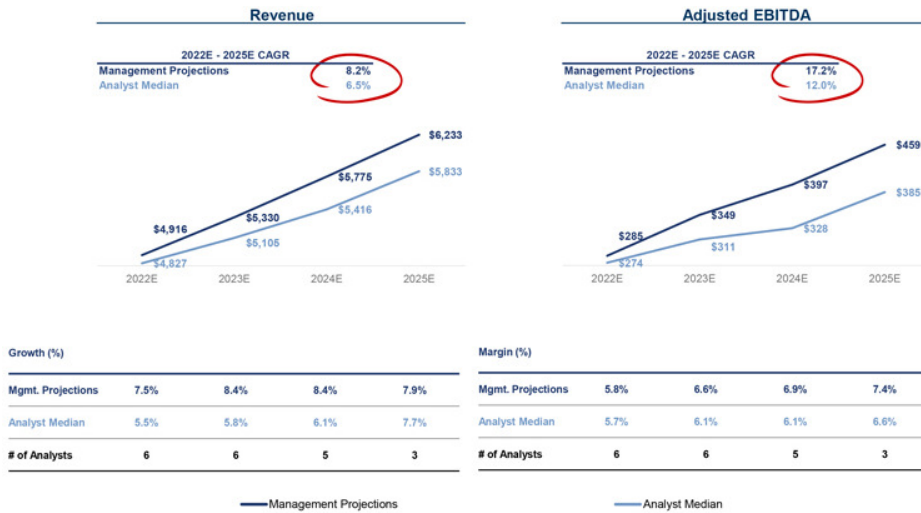 Revenue
2022E - 2025E CAGR
Management Projections 8.2%
Analyst Median 6.5%
$6,233
$5,833
$5,775
$5,416
$5,330
$5,105
$4,916
$4,827
2022E 2023E 2024E 2025E
Adjusted EBITDA
2022E - 2025E CAGR
Management Projections 17.2%
Analyst Median 12.0%
$459
$397
$385
$349
$328
$311
$285
$274
2022E 2023E 2024E 2025E
Growth (%)
Mgmt. Projections 7.5% 8.4% 8.4% 7.9%
Analyst Median 5.5% 5.8% 6.1% 7.7%
# of Analysts 6 6 5 3
Margin (%)
Mgmt. Projections 5.8% 6.6% 6.9% 7.4%
Analyst Median 5.7% 6.1% 6.1% 6.6%
# of Analysts 6 6 5 3
Management Projections
Analyst Median